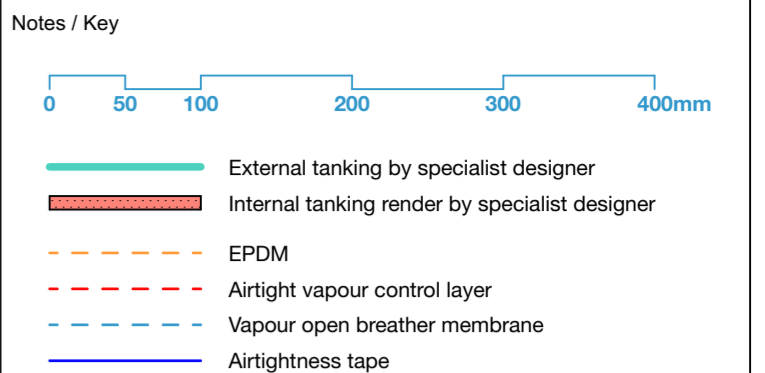 Notes / Key
0 50 100 200 300 400mm
External tanking by specialist designer
Internal tanking render by specialist designer
EPDM
Airtight vapour control layer
Vapour open breather membrane
Airtightness tape